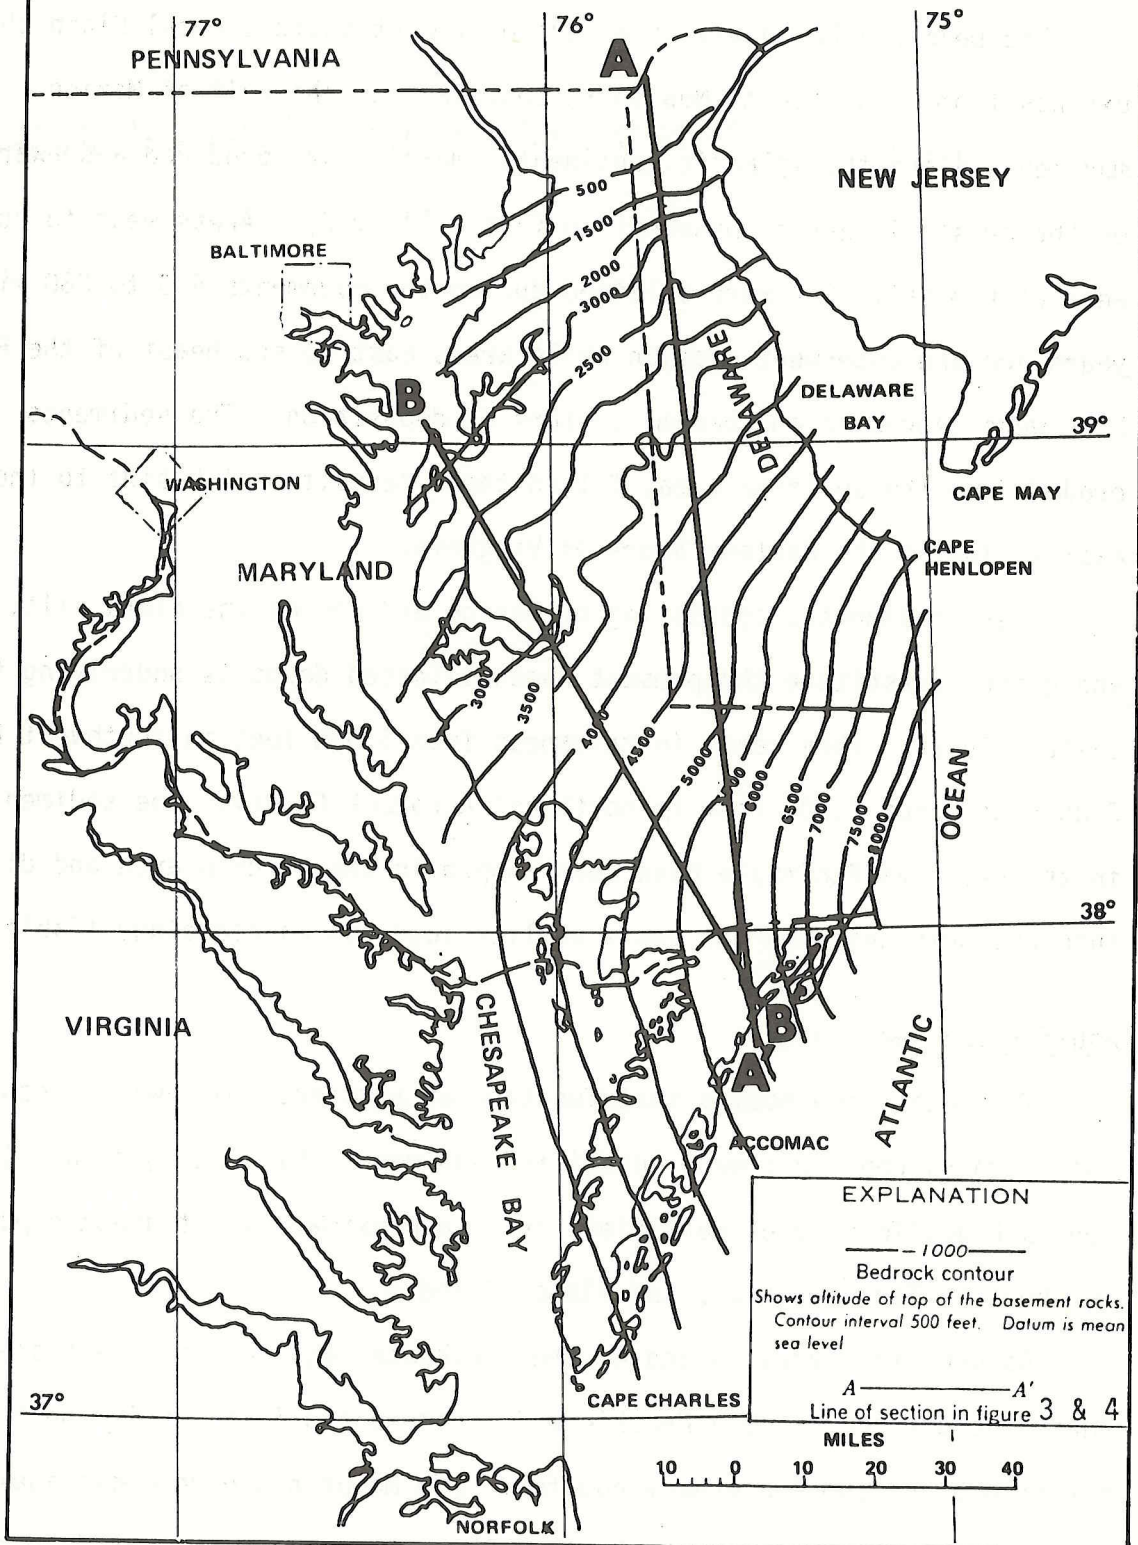 77°
76°
75°
PENNSYLVANIA
A
NEW JERSEY
500
1500
BALTIMORE
2000
3000
2500
DELAWARE
B
DELAWARE
BAY
39°
WASHINGTON
CAPE MAY
CAPE
HENLOPEN
MARYLAND
3000
3500
4000
4500
5000
6000
6500
7000
7500
OCEAN
38°
VIRGINIA
CHESAPEAKE BAY
B
A'
ATLANTIC
ACCOMAC
EXPLANATION
-1000
Bedrock contour
Shows altitude of top of the basement rocks.
Contour interval 500 feet. Datum is mean
sea level
A A'
Line of section in figure 3 & 4
CAPE CHARLES
37°
MILES
10 0 10 20 30 40
NORFOLK